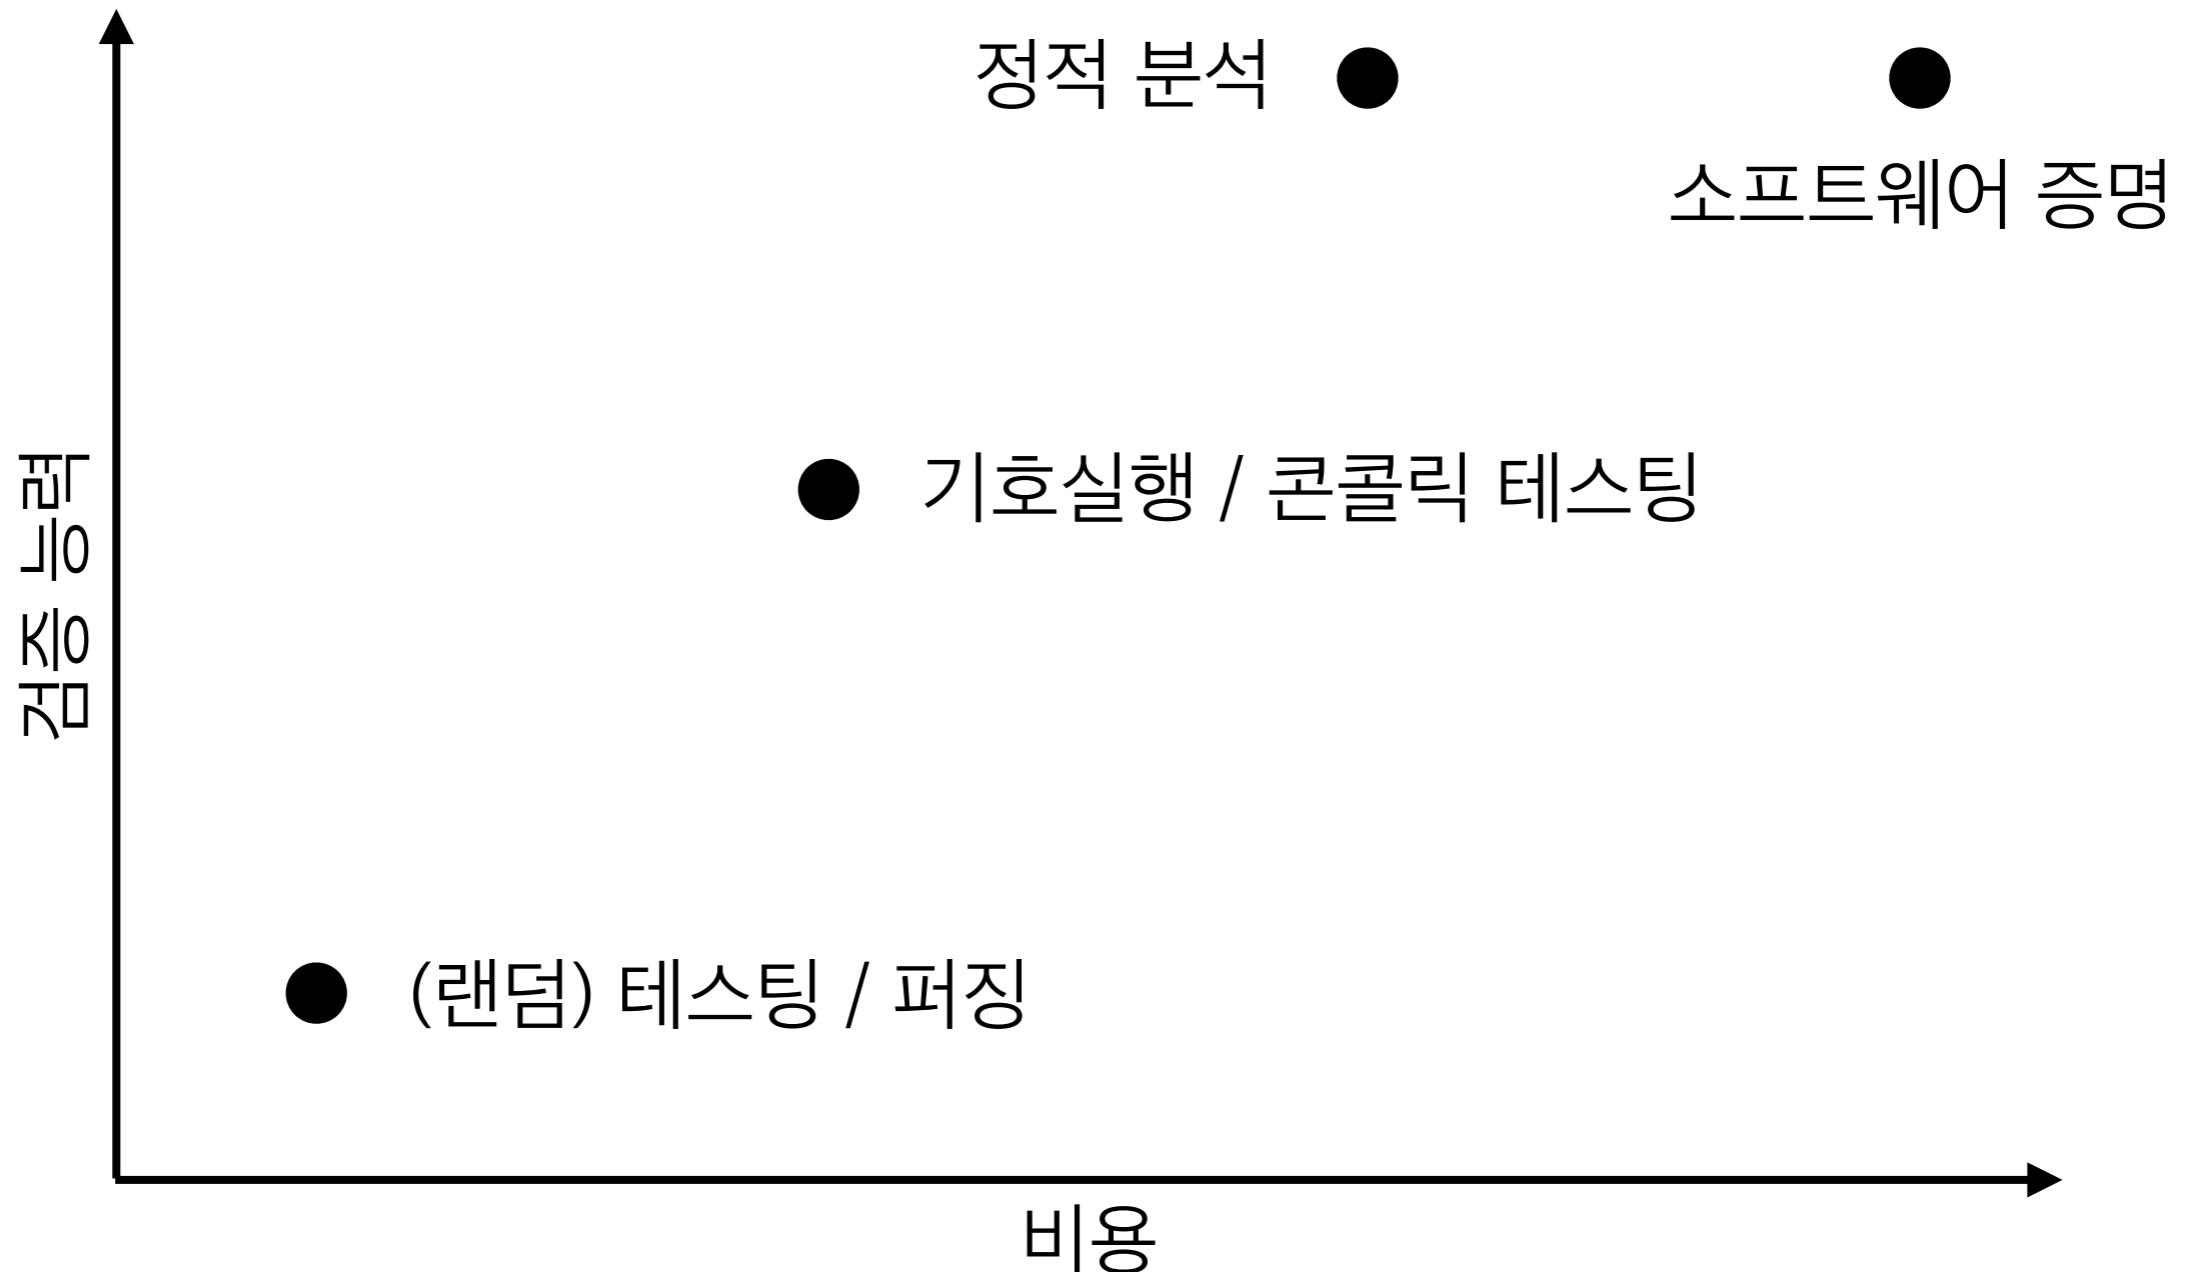 정적 분석
소프트웨어 증명
기호실행 / 콘콜릭 테스팅
검증 능력
(랜덤) 테스팅 / 퍼징
비용